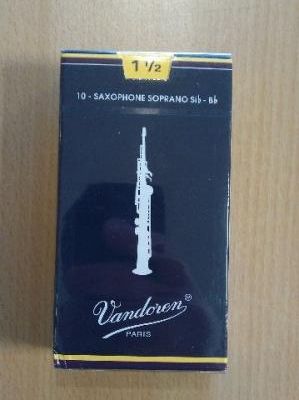 1 ½
10 - SAXOPHONE SOPRANO Sib - Bb
Vandoren®
PARIS